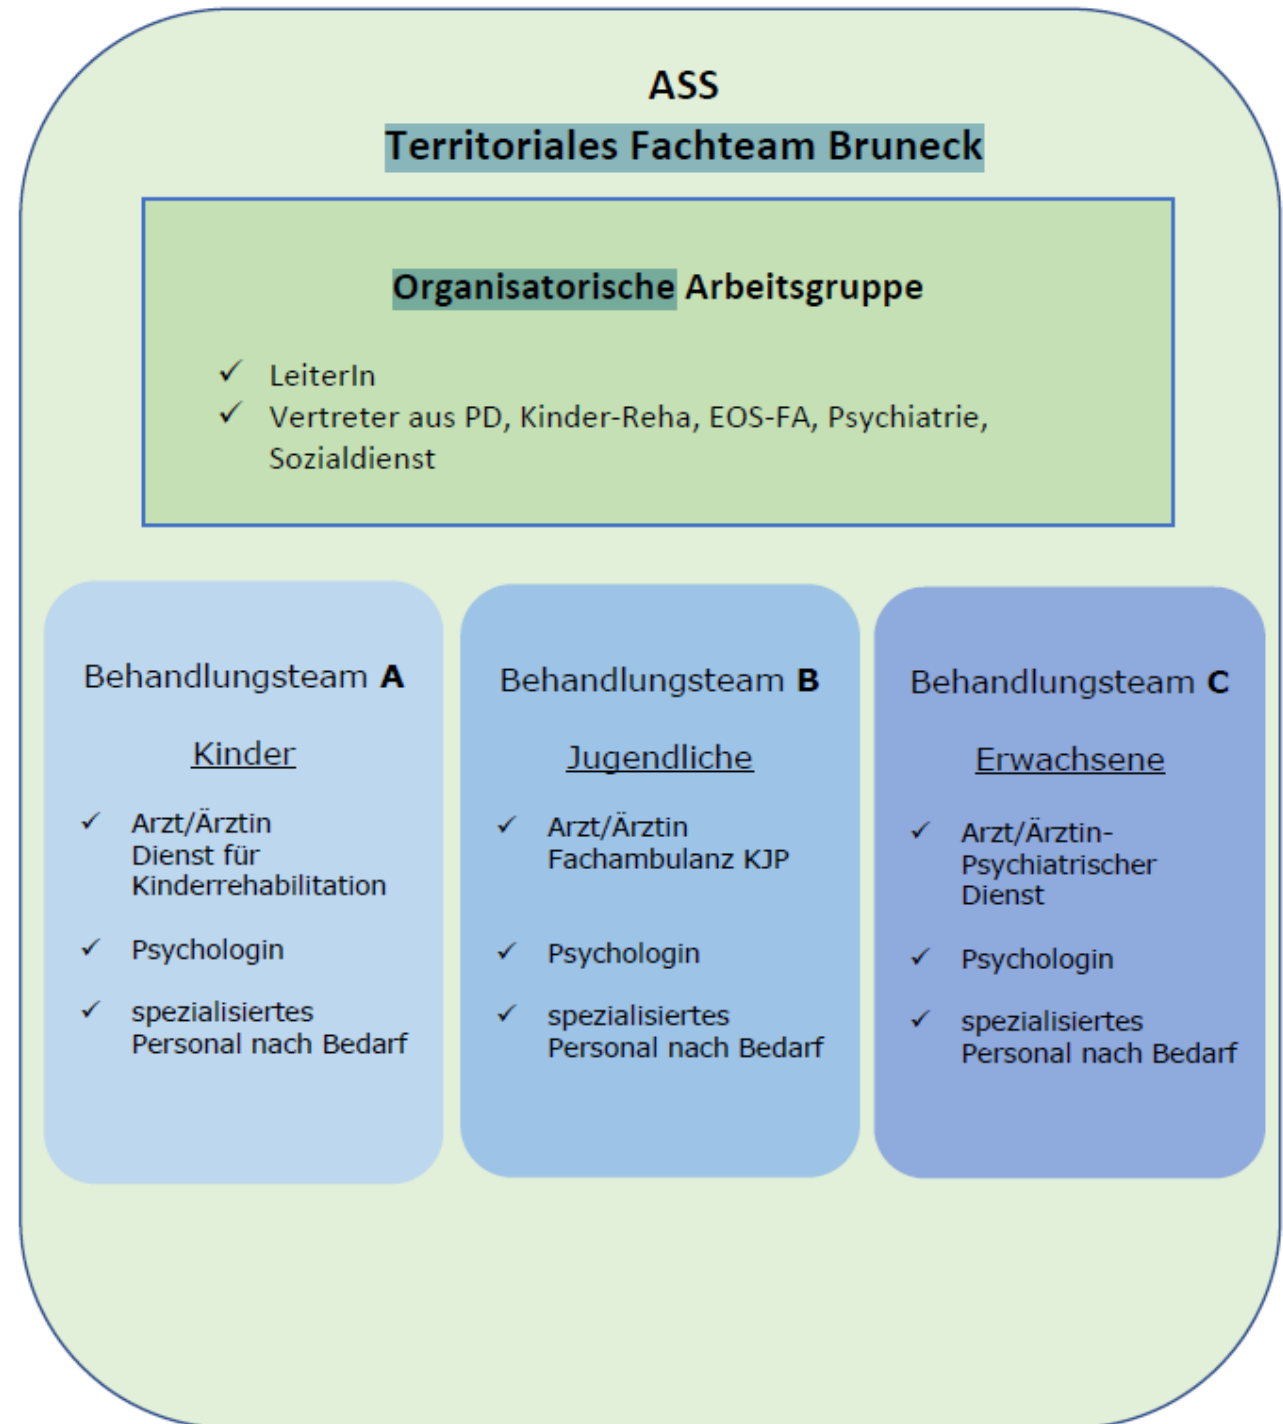 ASS
Territoriales Fachteam Bruneck
Organisatorische Arbeitsgruppe
✓ LeiterIn
✓ Vertreter aus PD, Kinder-Reha, EOS-FA, Psychiatrie,
Sozialdienst
Behandlungsteam A
Kinder
✓ Arzt/Ärztin
Dienst für
Kinderrehabilitation
✓ Psychologin
✓ spezialisiertes
Personal nach Bedarf
Behandlungsteam B
Jugendliche
✓ Arzt/Ärztin
Fachambulanz KJP
✓ Psychologin
✓ spezialisiertes
Personal nach Bedarf
Behandlungsteam C
Erwachsene
✓ Arzt/Ärztin-
Psychiatrischer
Dienst
✓ Psychologin
✓ spezialisiertes
Personal nach Bedarf